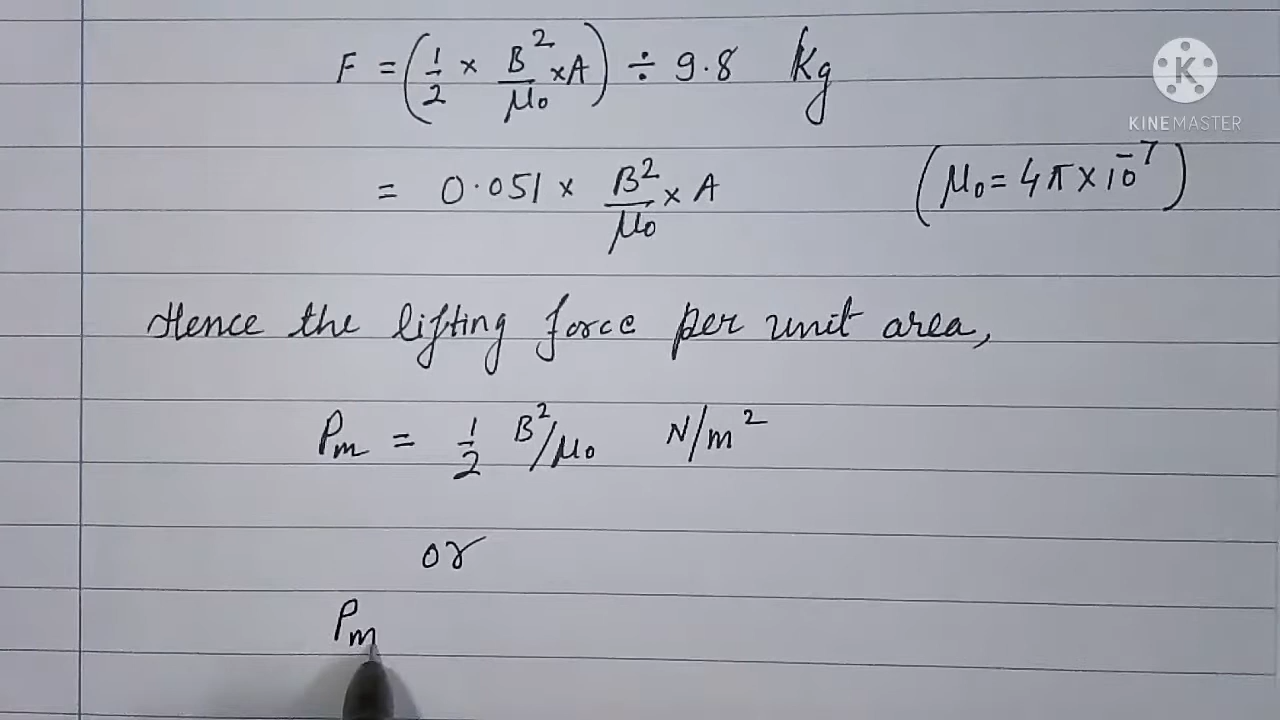 F = (1/2 × B²/μ₀ × A) ÷ 9.8 Kg
K
KINEMASTER
= 0.051 × B²/μ₀ × A (μ₀ = 4π × 10⁻⁷)
Hence the lifting force per unit area,
Pm = 1/2 B²/μ₀ N/m²
or
Pm